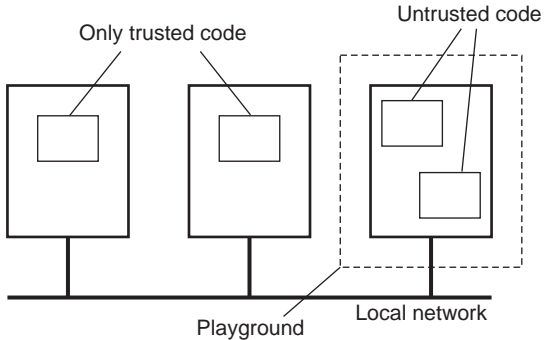 Untrusted code
Only trusted code
Local network
Playground